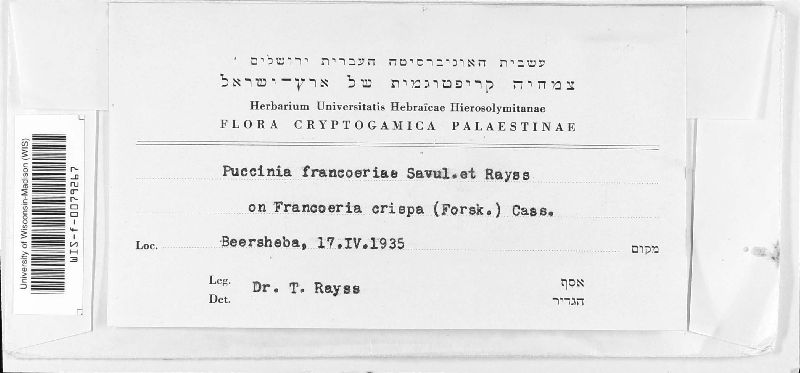 עשבית האוניברסיטה העברית ירושלים
צמחיה קריפטוגמית של ארץ-ישראל
Herbarium Universitatis Hebraïcae Hierosolymitanae
FLORA CRYPTOGAMICA PALAESTINAE
Puccinia francoeriae Savul.et Rayss
on Francoeria crispa (Forsk.) Cass.
Loc. Beersheba, 17.IV.1935 מקום
Leg. Dr. T. Rayss אסף
Det. הגדיר
University of Wisconsin-Madison (WIS)
WIS-f-0079267